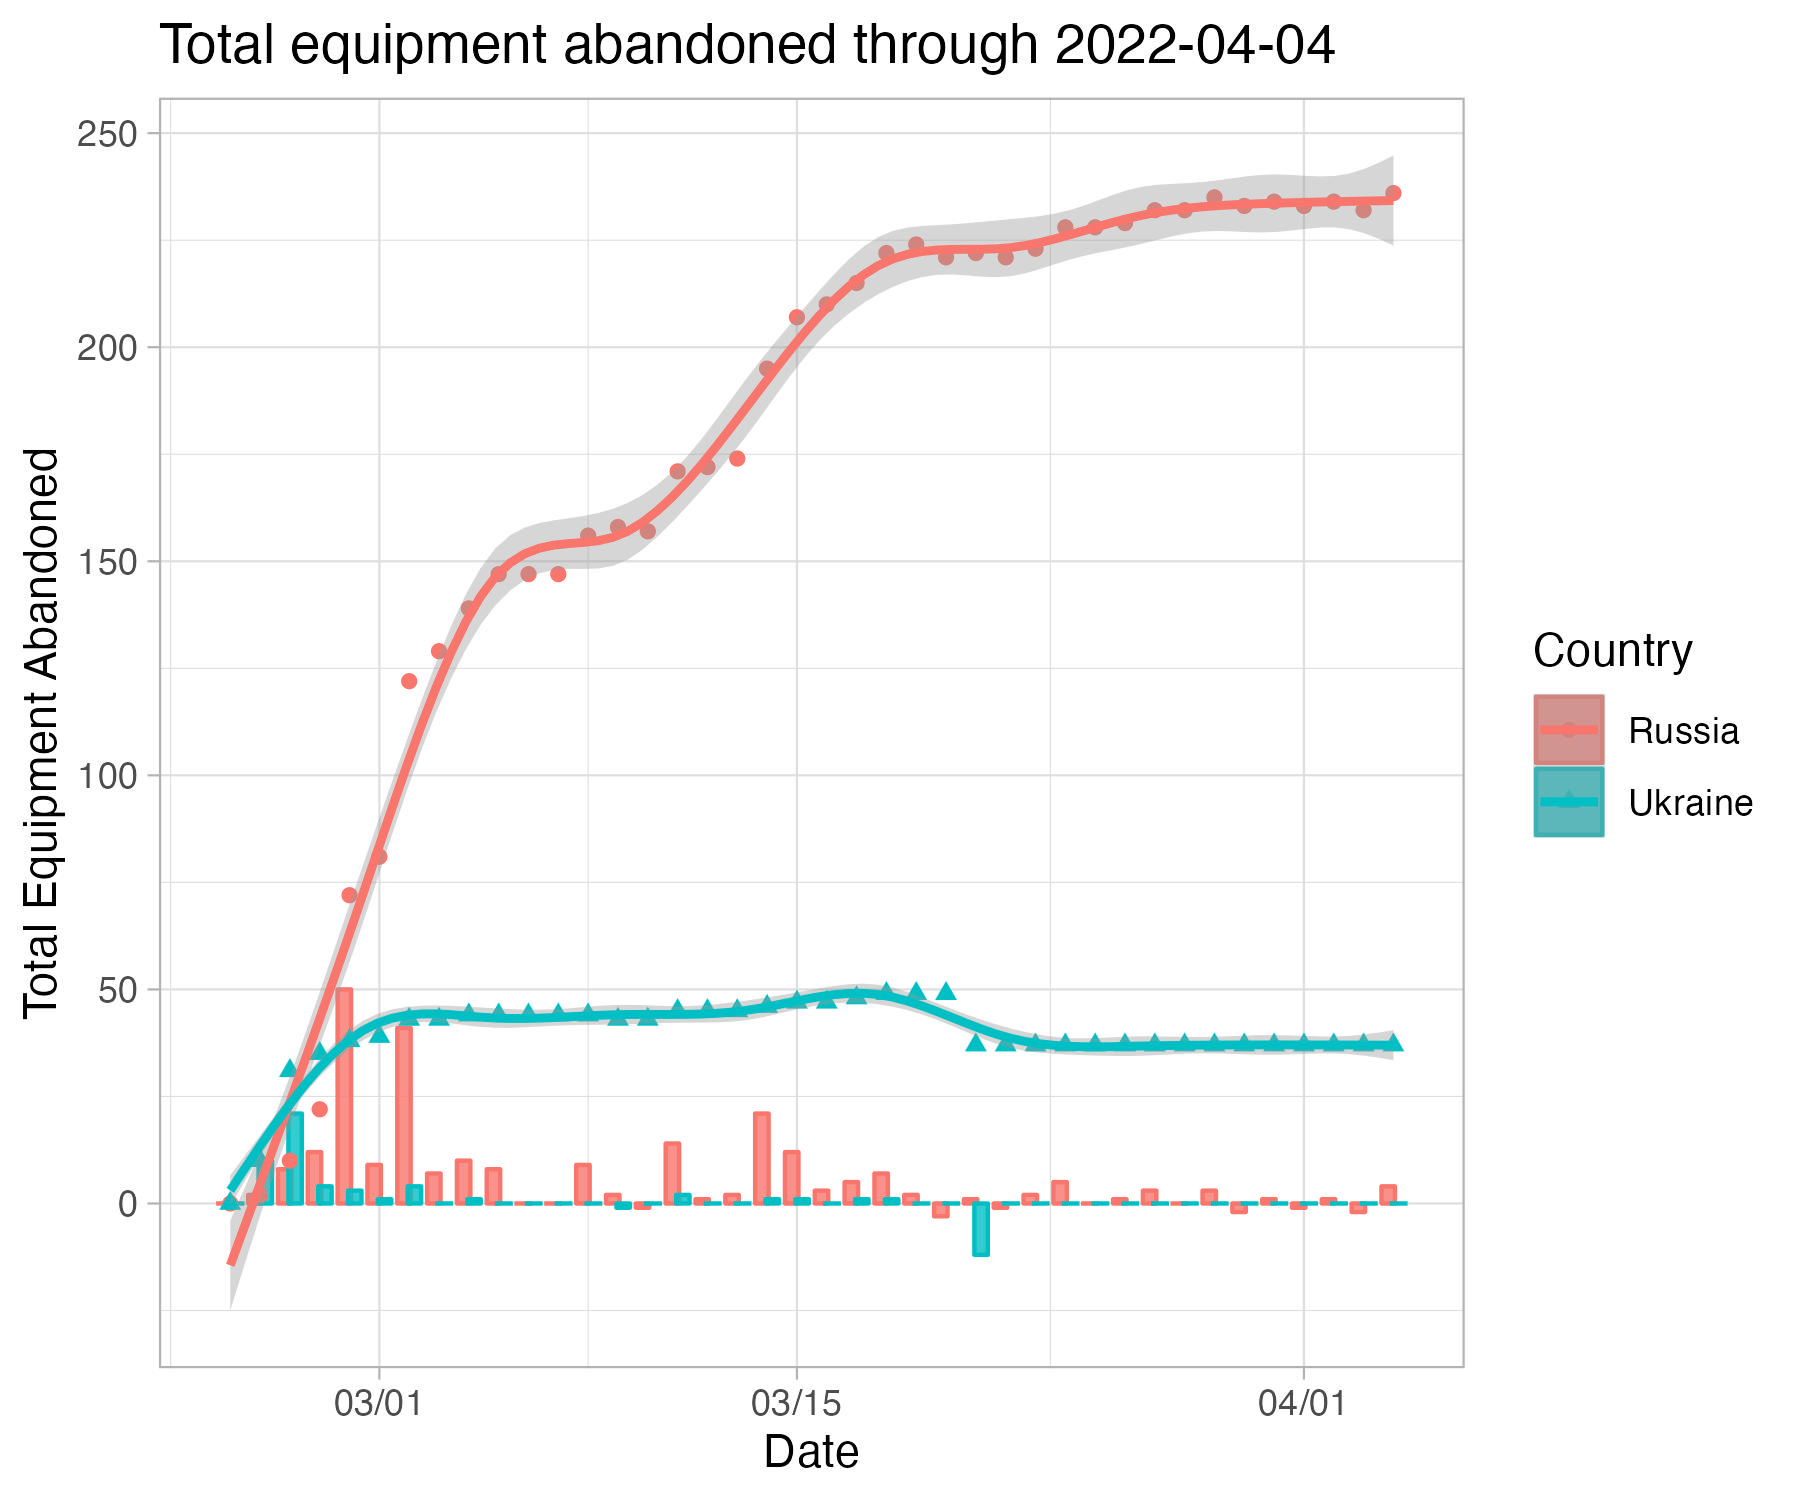 Total equipment abandoned through 2022-04-04
Total Equipment Abandoned
250
200
150
100
50
0
03/01
03/15
04/01
Date
Country
Russia
Ukraine